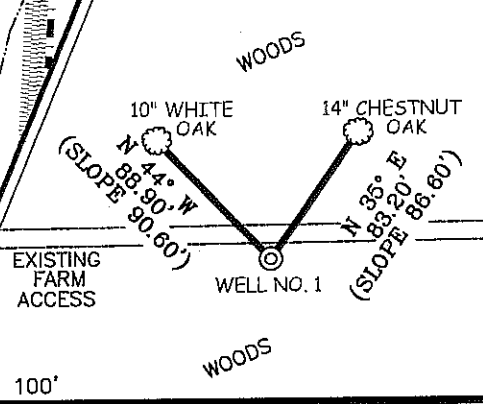 WOODS
10" WHITE
OAK
14" CHESTNUT
OAK
N 44° W
88.90'
(SLOPE 90.60')
N 35° E
83.20'
(SLOPE 86.60')
EXISTING
FARM
ACCESS
WELL NO. 1
WOODS
100'